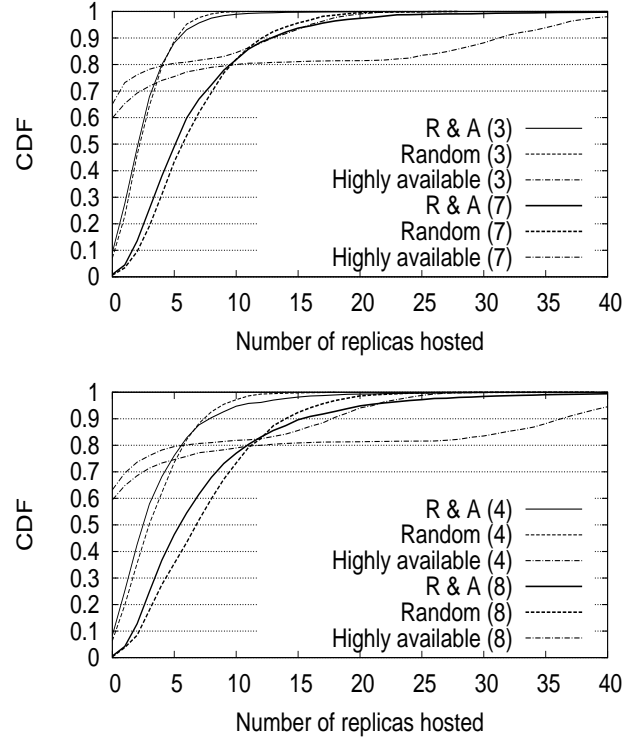 1
0.9
0.8
0.7
0.6
0.5
0.4
0.3
0.2
0.1
0
CDF
R & A (3)
Random (3)
Highly available (3)
R & A (7)
Random (7)
Highly available (7)
0 5 10 15 20 25 30 35 40
Number of replicas hosted
1
0.9
0.8
0.7
0.6
0.5
0.4
0.3
0.2
0.1
0
CDF
R & A (4)
Random (4)
Highly available (4)
R & A (8)
Random (8)
Highly available (8)
0 5 10 15 20 25 30 35 40
Number of replicas hosted